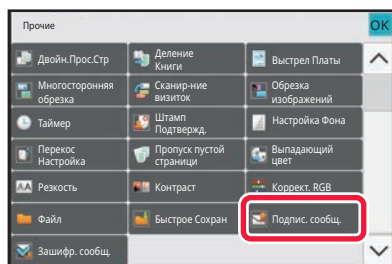 Прочие
OK
Двойн.Прос.Стр
Деление
Книги
Выстрел Платы
Многосторонняя
обрезка
Сканир-ние
визиток
Обрезка
изображений
Таймер
Штамп
Подтвержд.
Настройка Фона
Перекос
Настройка
Пропуск пустой
страници
Выпадающий
цвет
AA Резкость
Контраст
Коррект. RGB
Файл
Быстрое Сохран
Подпис. сообщ.
Зашифр. сообщ.